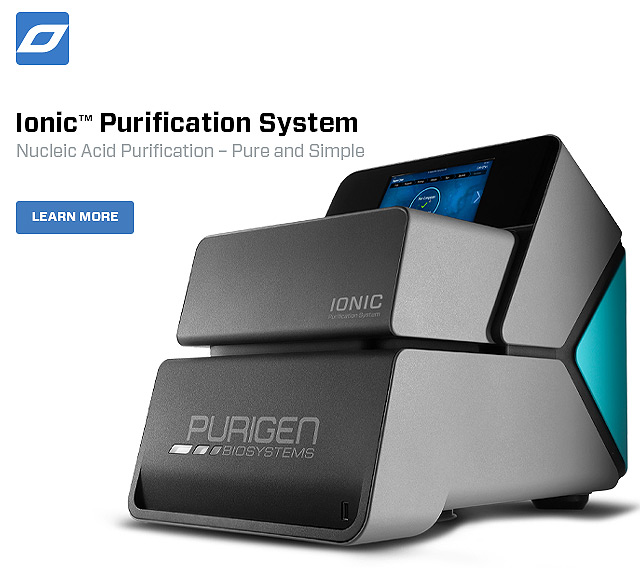 Ionic™ Purification System
Nucleic Acid Purification – Pure and Simple
LEARN MORE
IONIC
Purification System
PURIGEN
BIOSYSTEMS